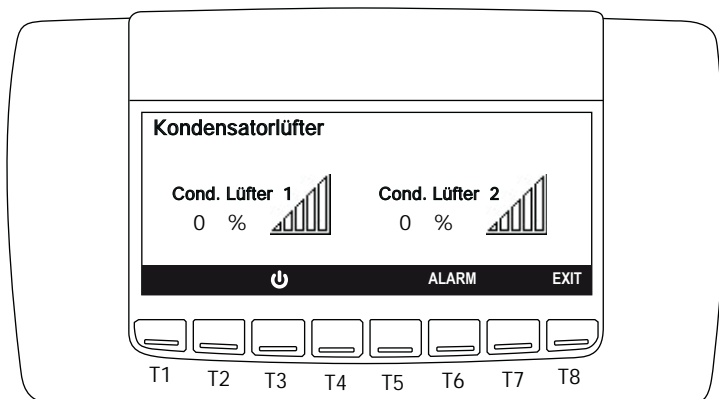 Kondensatorlüfter
Cond. Lüfter 1 Cond. Lüfter 2
0 % 0 %
ALARM EXIT
T1 T2 T3 T4 T5 T6 T7 T8